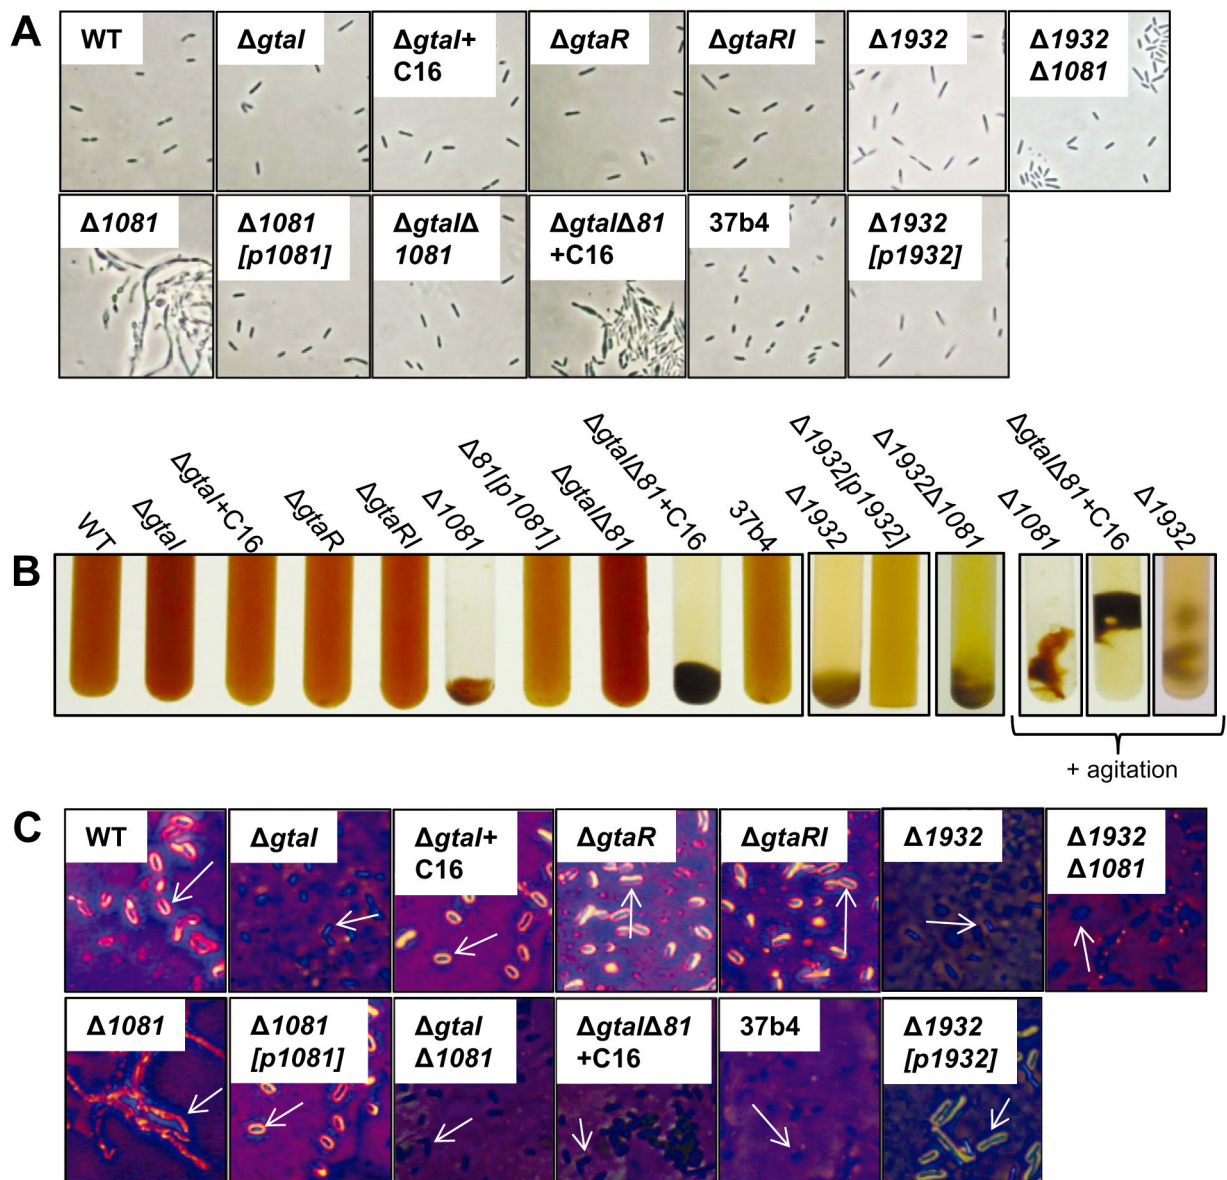 A
WT
ΔgtaI
ΔgtaI+
C16
ΔgtaR
ΔgtaRI
Δ1932
Δ1932
Δ1081
Δ1081
Δ1081
[p1081]
ΔgtaIΔ
1081
ΔgtaIΔ81
+C16
37b4
Δ1932
[p1932]
B
WT
ΔgtaI
ΔgtaI+C16
ΔgtaR
ΔgtaRI
Δ1081
Δ81[p1081]
ΔgtaIΔ81
ΔgtaIΔ81+C16
37b4
Δ1932
Δ1932[p1932]
Δ1932Δ1081
Δ1081
ΔgtaIΔ81+C16
Δ1932
+ agitation
C
WT
ΔgtaI
ΔgtaI+
C16
ΔgtaR
ΔgtaRI
Δ1932
Δ1932
Δ1081
Δ1081
Δ1081
[p1081]
ΔgtaI
Δ1081
ΔgtaIΔ81
+C16
37b4
Δ1932
[p1932]